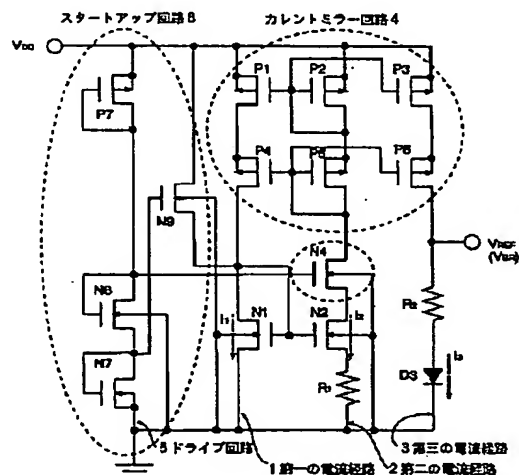 スタートアップ回路8
カレントミラー回路4
VDD
P1
P2
P3
P7
P4
P5
P6
N9
VREF
(VBR)
N4
R2
N8
I1
N1
N2
I2
D3
I3
N7
5 ドライブ回路
3 第三の電流経路
1 第一の電流経路
2 第二の電流経路